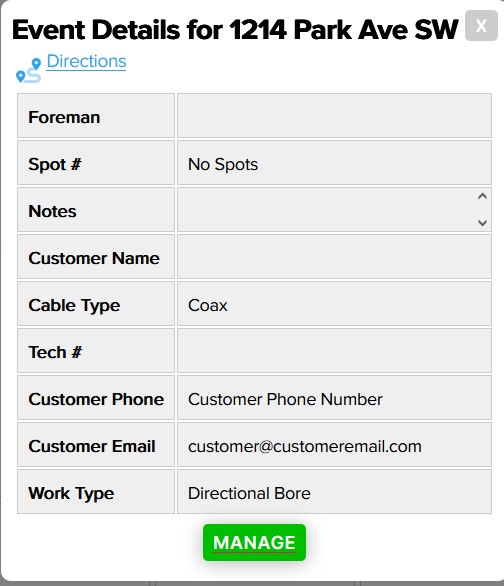 Event Details for 1214 Park Ave SW X
Directions
Foreman
Spot # No Spots
Notes
Customer Name
Cable Type Coax
Tech #
Customer Phone Customer Phone Number
Customer Email customer@customeremail.com
Work Type Directional Bore
MANAGE